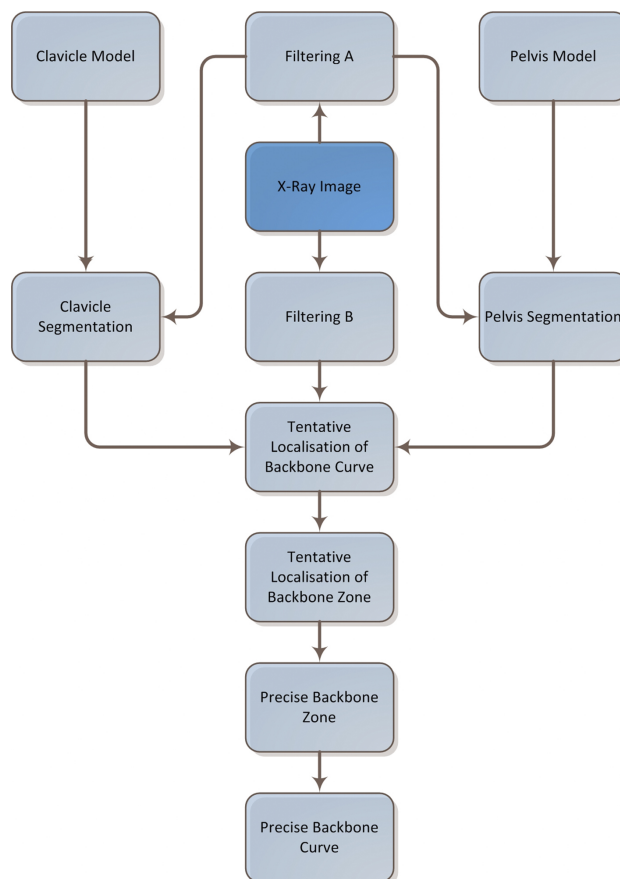 Clavicle Model
Filtering A
Pelvis Model
X-Ray Image
Clavicle
Segmentation
Filtering B
Pelvis Segmentation
Tentative
Localisation of
Backbone Curve
Tentative
Localisation of
Backbone Zone
Precise Backbone
Zone
Precise Backbone
Curve